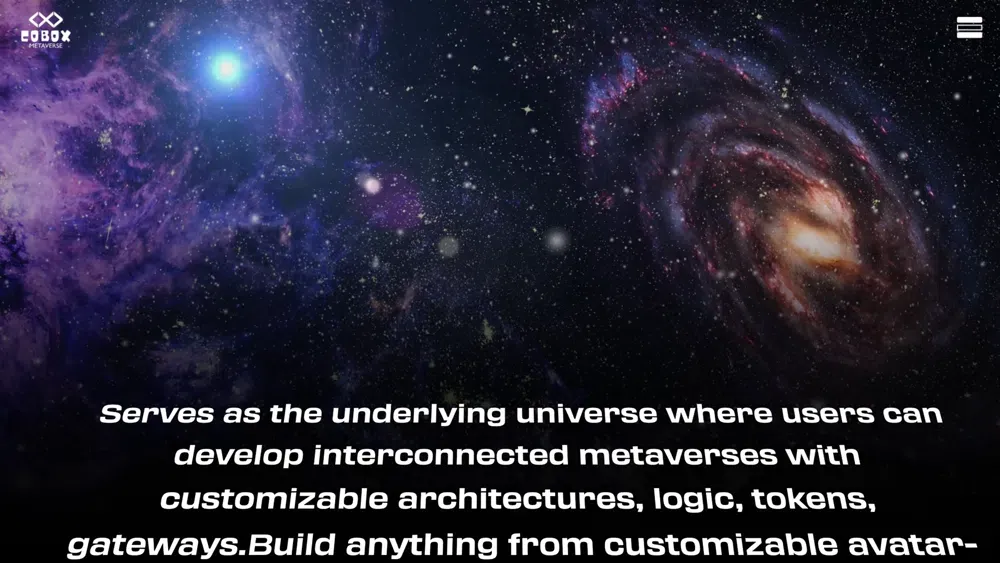 COBOX
METAVERSE
Serves as the underlying universe where users can
develop interconnected metaverses with
customizable architectures, logic, tokens,
gateways.Build anything from customizable avatar-